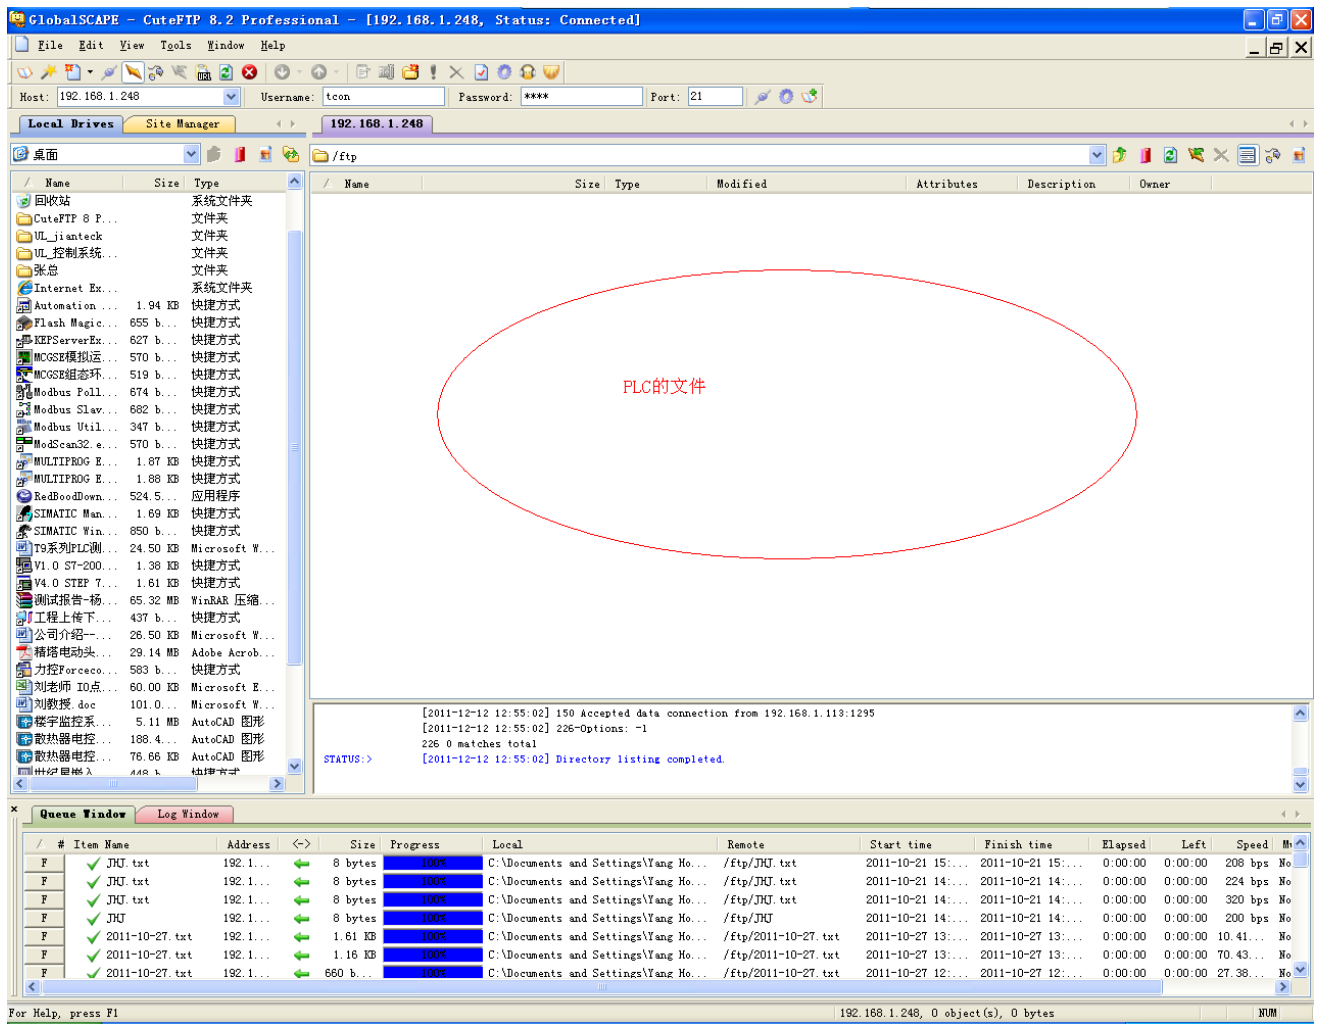 GlobalSCAPE - CuteFTP 8.2 Professional - [192.168.1.248, Status: Connected]
File Edit View Tools Window Help
URL
Host: 192.168.1.248 Username: tcon Password: **** Port: 21
Local Drives Site Manager 192.168.1.248
桌面 /ftp
/ Name Size Type / Name Size Type Modified Attributes Description Owner
回收站 系统文件夹
CuteFTP 8 P... 文件夹
UL_jianteck 文件夹
UL_控制系统... 文件夹
张总 文件夹
Internet Ex... 系统文件夹
Automation ... 1.94 KB 快捷方式
Flash Magic... 655 b... 快捷方式
KEPServerEx... 627 b... 快捷方式
MCGSE模拟运... 570 b... 快捷方式
MCGSE组态环... 519 b... 快捷方式
Modbus Poll... 674 b... 快捷方式
Modbus Slav... 682 b... 快捷方式
Modbus Util... 347 b... 快捷方式
ModScan32.e... 570 b... 快捷方式
MULTIPROG E... 1.87 KB 快捷方式
MULTIPROG E... 1.88 KB 快捷方式
RedBoodDown... 524.5... 应用程序
SIMATIC Man... 1.69 KB 快捷方式
SIMATIC Win... 850 b... 快捷方式
T9系列PLC测... 24.50 KB Microsoft W...
V1.0 S7-200... 1.38 KB 快捷方式
V4.0 STEP 7... 1.61 KB 快捷方式
测试报告-杨... 65.32 MB WinRAR 压缩...
工程上传下... 437 b... 快捷方式
公司介绍--... 26.50 KB Microsoft W...
精塔电动头... 29.14 MB Adobe Acrob...
力控Forceco... 583 b... 快捷方式
刘老师 IO点... 60.00 KB Microsoft E...
刘教授.doc 101.0... Microsoft W...
楼宇监控系... 5.11 MB AutoCAD 图形
散热器电控... 188.4... AutoCAD 图形
散热器电控... 76.66 KB AutoCAD 图形
世纪星嵌入 448 b 快捷方式
PLC的文件
[2011-12-12 12:55:02] 150 Accepted data connection from 192.168.1.113:1295
[2011-12-12 12:55:02] 226-Options: -l
226 0 matches total
STATUS:> [2011-12-12 12:55:02] Directory listing completed.
Queue Window Log Window
/ # Item Name Address <-> Size Progress Local Remote Start time Finish time Elapsed Left Speed
F JHJ.txt 192.1... 8 bytes 100% C:\Documents and Settings\Yang Ho... /ftp/JHJ.txt 2011-10-21 15:... 2011-10-21 15:... 0:00:00 0:00:00 208 bps No
F JHJ.txt 192.1... 8 bytes 100% C:\Documents and Settings\Yang Ho... /ftp/JHJ.txt 2011-10-21 14:... 2011-10-21 14:... 0:00:00 0:00:00 224 bps No
F JHJ.txt 192.1... 8 bytes 100% C:\Documents and Settings\Yang Ho... /ftp/JHJ.txt 2011-10-21 14:... 2011-10-21 14:... 0:00:00 0:00:00 320 bps No
F JHJ 192.1... 8 bytes 100% C:\Documents and Settings\Yang Ho... /ftp/JHJ 2011-10-21 14:... 2011-10-21 14:... 0:00:00 0:00:00 200 bps No
F 2011-10-27.txt 192.1... 1.61 KB 100% C:\Documents and Settings\Yang Ho... /ftp/2011-10-27.txt 2011-10-27 13:... 2011-10-27 13:... 0:00:00 0:00:00 10.41... No
F 2011-10-27.txt 192.1... 1.16 KB 100% C:\Documents and Settings\Yang Ho... /ftp/2011-10-27.txt 2011-10-27 13:... 2011-10-27 13:... 0:00:00 0:00:00 70.43... No
F 2011-10-27.txt 192.1... 660 b... 100% C:\Documents and Settings\Yang Ho... /ftp/2011-10-27.txt 2011-10-27 12:... 2011-10-27 12:... 0:00:00 0:00:00 27.38... No
For Help, press F1 192.168.1.248, 0 object(s), 0 bytes NUM